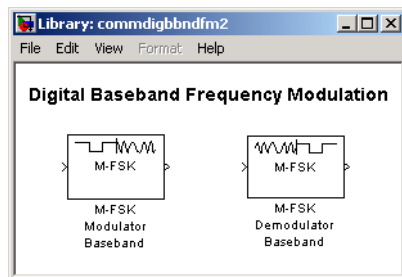 Library: commdigbbndfm2
File Edit View Format Help
Digital Baseband Frequency Modulation
M-FSK
M-FSK
Modulator
Baseband
M-FSK
M-FSK
Demodulator
Baseband